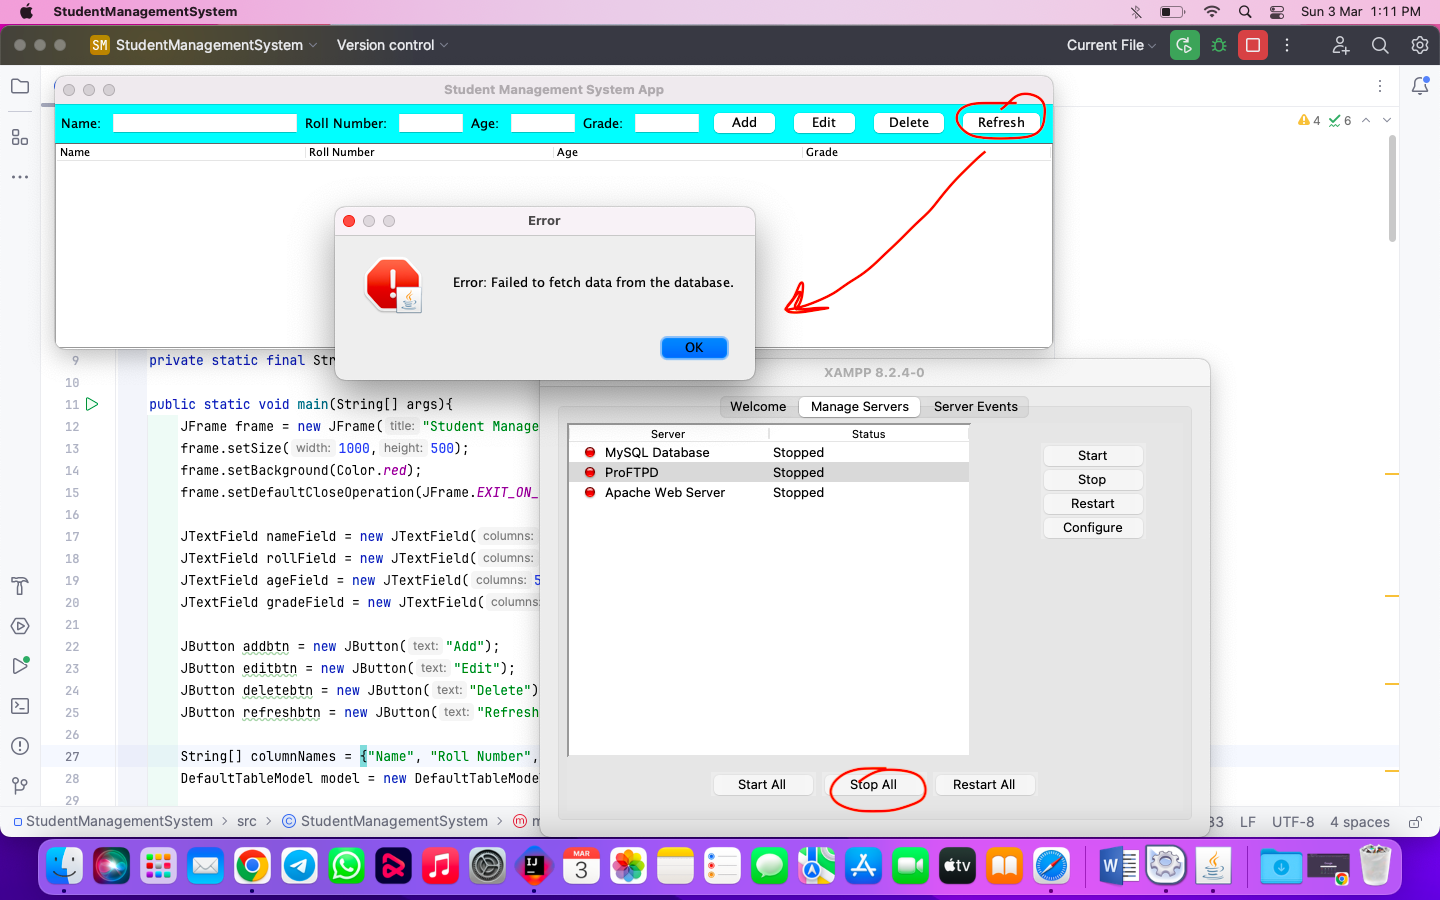 StudentManagementSystem
Sun 3 Mar 1:11 PM
SM StudentManagementSystem Version control
Current File
Student Management System App
Name: Roll Number: Age: Grade: Add Edit Delete Refresh
Name Roll Number Age Grade
4 6
Error
Error: Failed to fetch data from the database.
OK
9 private static final Str
10
11 public static void main(String[] args){
12 JFrame frame = new JFrame( title: "Student Manage
13 frame.setSize( width: 1000, height: 500);
14 frame.setBackground(Color.red);
15 frame.setDefaultCloseOperation(JFrame.EXIT_ON_
16
17 JTextField nameField = new JTextField( columns:
18 JTextField rollField = new JTextField( columns:
19 JTextField ageField = new JTextField( columns: 5
20 JTextField gradeField = new JTextField( columns:
21
22 JButton addbtn = new JButton( text: "Add");
23 JButton editbtn = new JButton( text: "Edit");
24 JButton deletebtn = new JButton( text: "Delete")
25 JButton refreshbtn = new JButton( text: "Refresh
26
27 String[] columnNames = {"Name", "Roll Number",
28 DefaultTableModel model = new DefaultTableMode
29
XAMPP 8.2.4-0
Welcome Manage Servers Server Events
Server Status
MySQL Database Stopped
ProFTPD Stopped
Apache Web Server Stopped
Start
Stop
Restart
Configure
Start All Stop All Restart All
StudentManagementSystem > src > StudentManagementSystem > m
33 LF UTF-8 4 spaces
IJ
MAR
3
tv
W